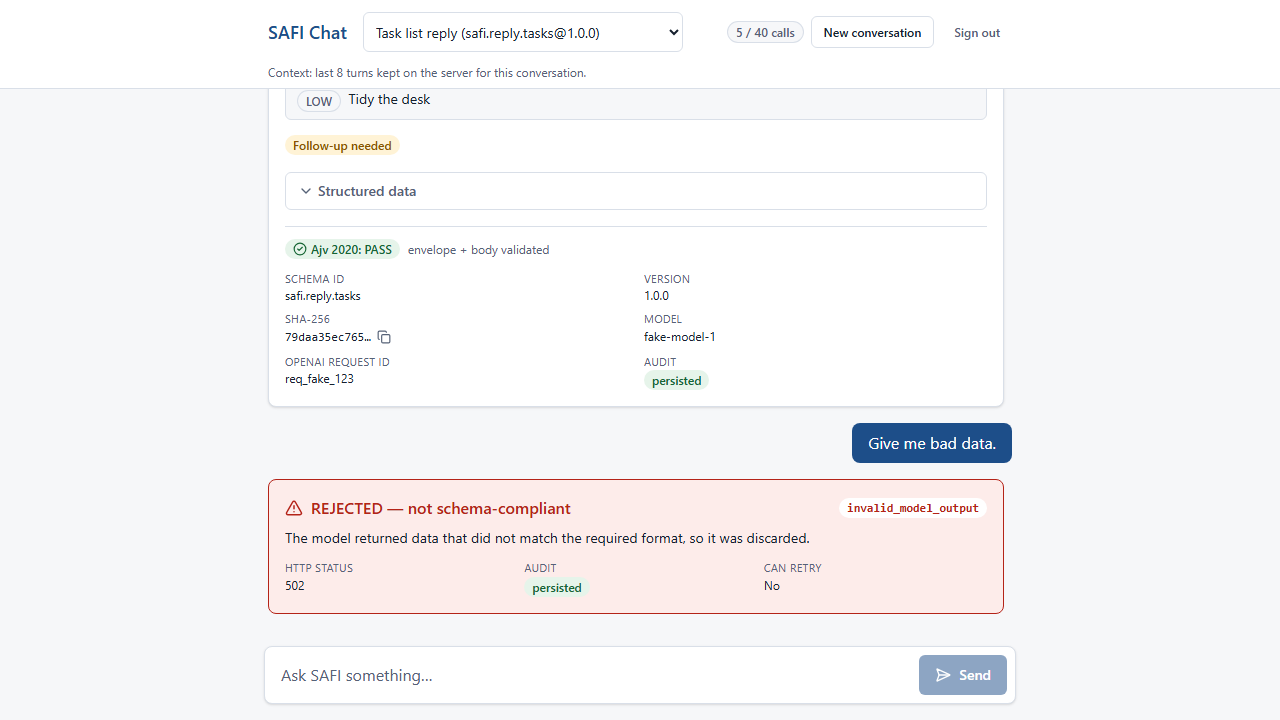 SAFI Chat
Task list reply (safi.reply.tasks@1.0.0)
5 / 40 calls
New conversation
Sign out
Context: last 8 turns kept on the server for this conversation.
LOW Tidy the desk
Follow-up needed
Structured data
Ajv 2020: PASS envelope + body validated
SCHEMA ID
safi.reply.tasks
VERSION
1.0.0
SHA-256
79daa35ec765…
MODEL
fake-model-1
OPENAI REQUEST ID
req_fake_123
AUDIT
persisted
Give me bad data.
REJECTED — not schema-compliant
invalid_model_output
The model returned data that did not match the required format, so it was discarded.
HTTP STATUS
502
AUDIT
persisted
CAN RETRY
No
Ask SAFI something...
Send